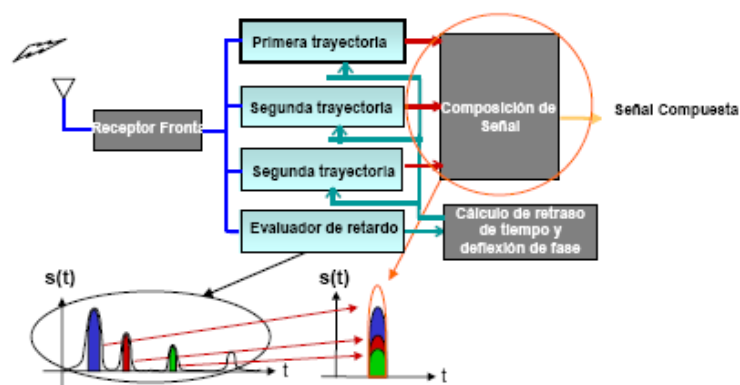 Primera trayectoria
Segunda trayectoria
Segunda trayectoria
Evaluador de retardo
Receptor Fronta
Composición de
Señal
Señal Compuesta
Cálculo de retraso
de tiempo y
deflexión de fase
s(t)
t
s(t)
t